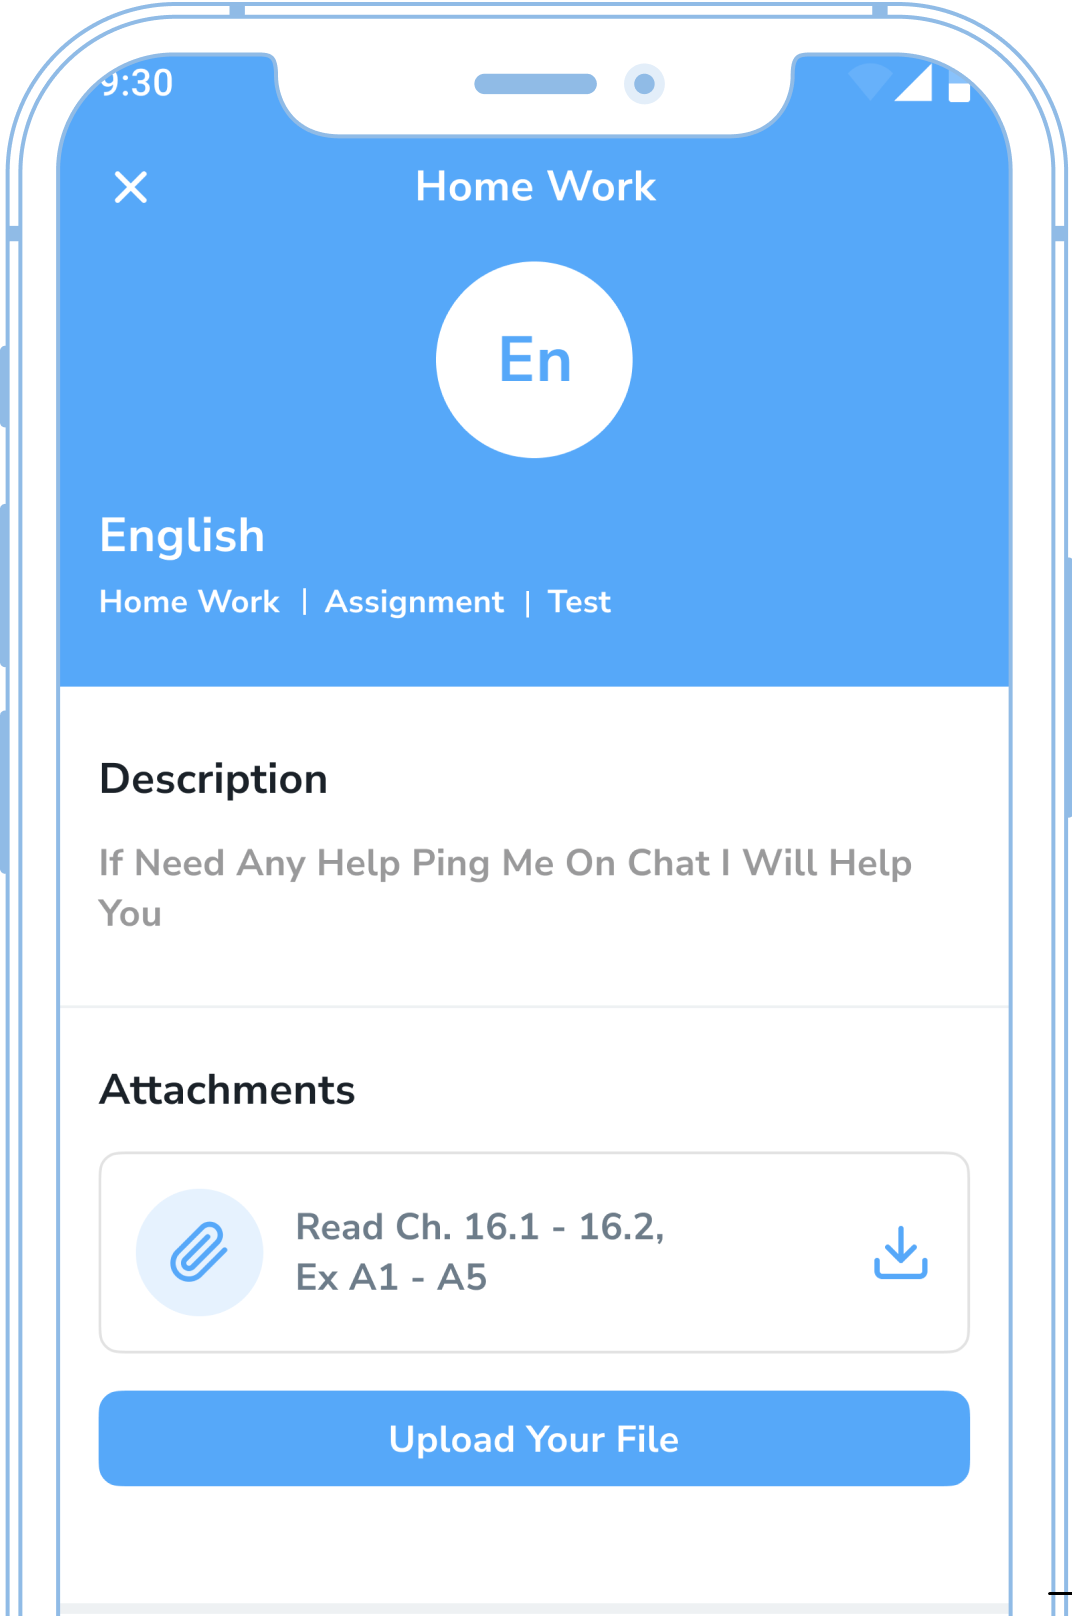 9:30
Home Work
En
English
Home Work | Assignment | Test
Description
If Need Any Help Ping Me On Chat I Will Help
You
Attachments
Read Ch. 16.1 - 16.2,
Ex A1 - A5
Upload Your File